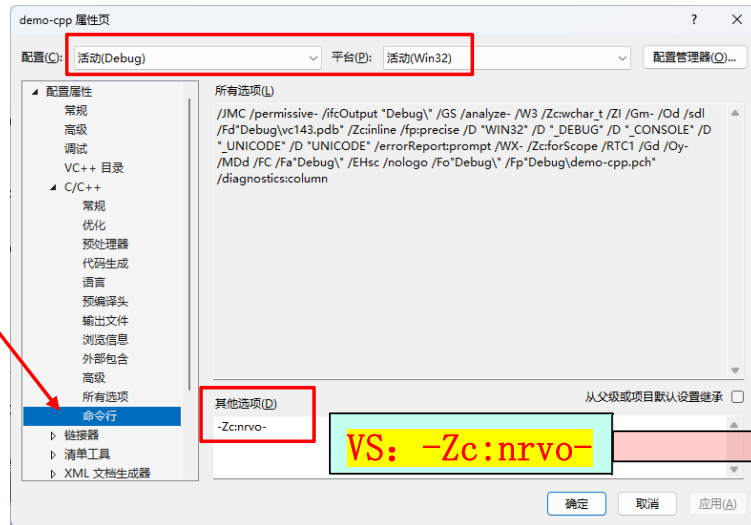 demo-cpp 属性页
? ×
配置(C): 活动(Debug) 平台(P): 活动(Win32) 配置管理器(O)...
配置属性
常规
高级
调试
VC++ 目录
C/C++
常规
优化
预处理器
代码生成
语言
预编译头
输出文件
浏览信息
外部包含
高级
所有选项
命令行
链接器
清单工具
XML 文档生成器
所有选项(L)
/JMC /permissive- /ifcOutput "Debug\" /GS /analyze- /W3 /Zc:wchar_t /ZI /Gm- /Od /sdl
/Fd"Debug\vc143.pdb" /Zc:inline /fp:precise /D "WIN32" /D "_DEBUG" /D "_CONSOLE" /D
"_UNICODE" /D "UNICODE" /errorReport:prompt /WX- /Zc:forScope /RTC1 /Gd /Oy-
/MDd /FC /Fa"Debug\" /EHsc /nologo /Fo"Debug\" /Fp"Debug\demo-cpp.pch"
/diagnostics:column
其他选项(D)
从父级或项目默认设置继承
-Zc:nrvo-
VS: -Zc:nrvo-
确定 取消 应用(A)